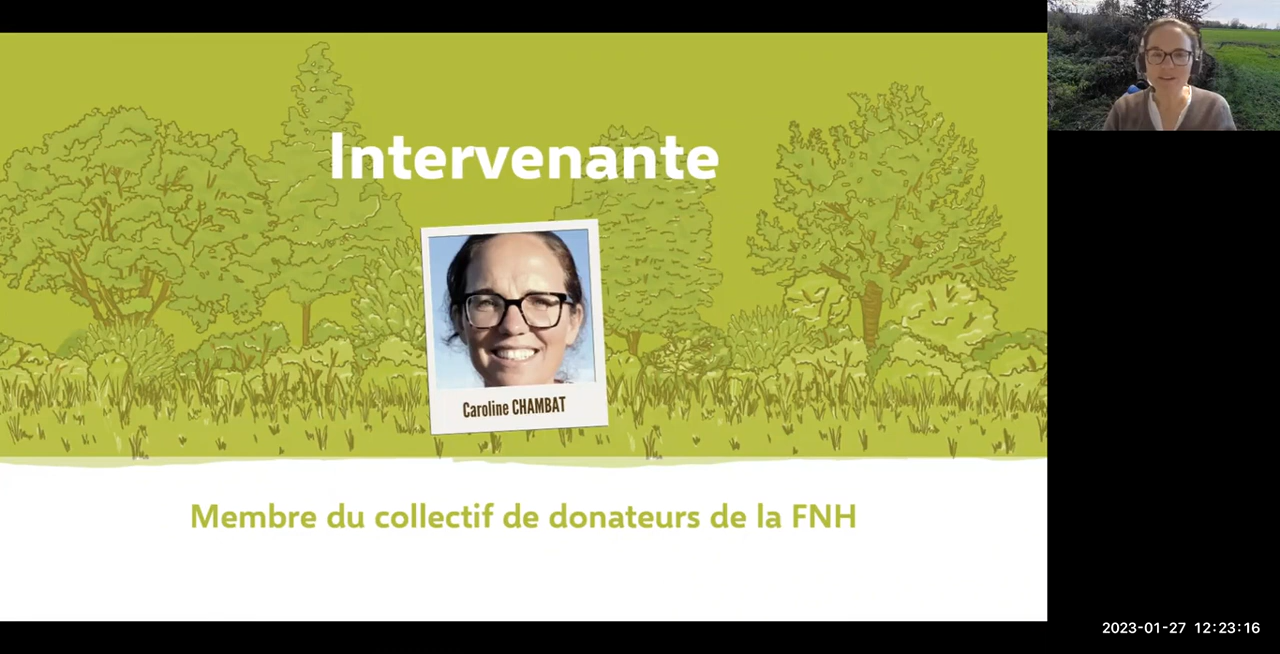 Intervenante
Caroline CHAMBAT
Membre du collectif de donateurs de la FNH
2023-01-27 12:23:16